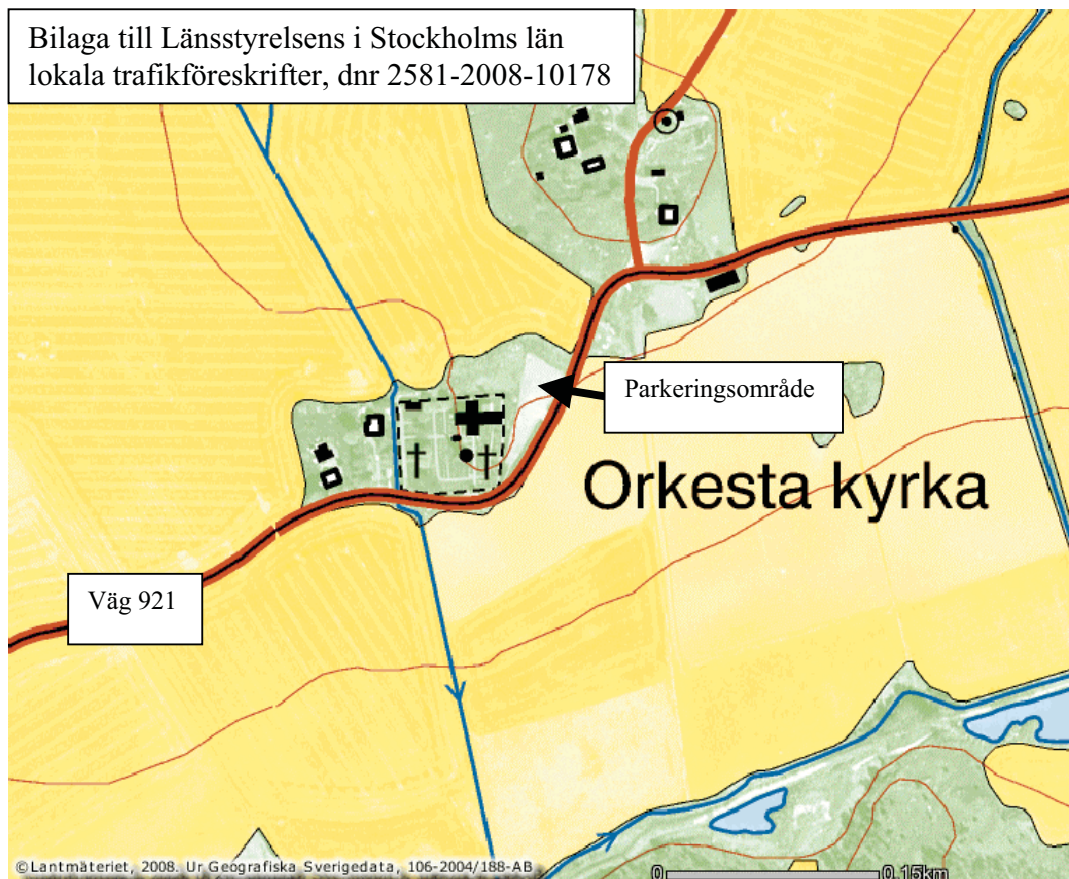 Bilaga till Länsstyrelsens i Stockholms län
lokala trafikföreskrifter, dnr 2581-2008-10178
Parkeringsområde
Orkesta kyrka
Väg 921
©Lantmäteriet, 2008. Ur Geografiska Sverigedata, 106-2004/188-AB
0 0.15km